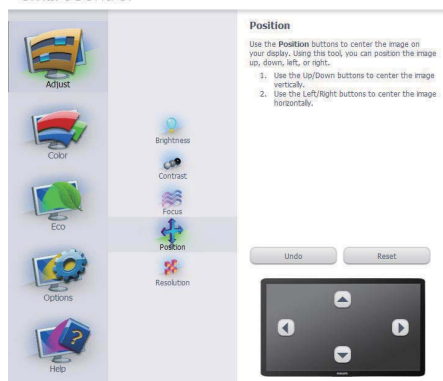 Adjust
Color
Eco
Options
Help
Brightness
Contrast
Focus
Position
Resolution
Position
Use the Position buttons to center the image on
your display. Using this tool, you can position the image
up, down, left, or right.
1. Use the Up/Down buttons to center the image
vertically.
2. Use the Left/Right buttons to center the image
horizontally.
Undo
Reset